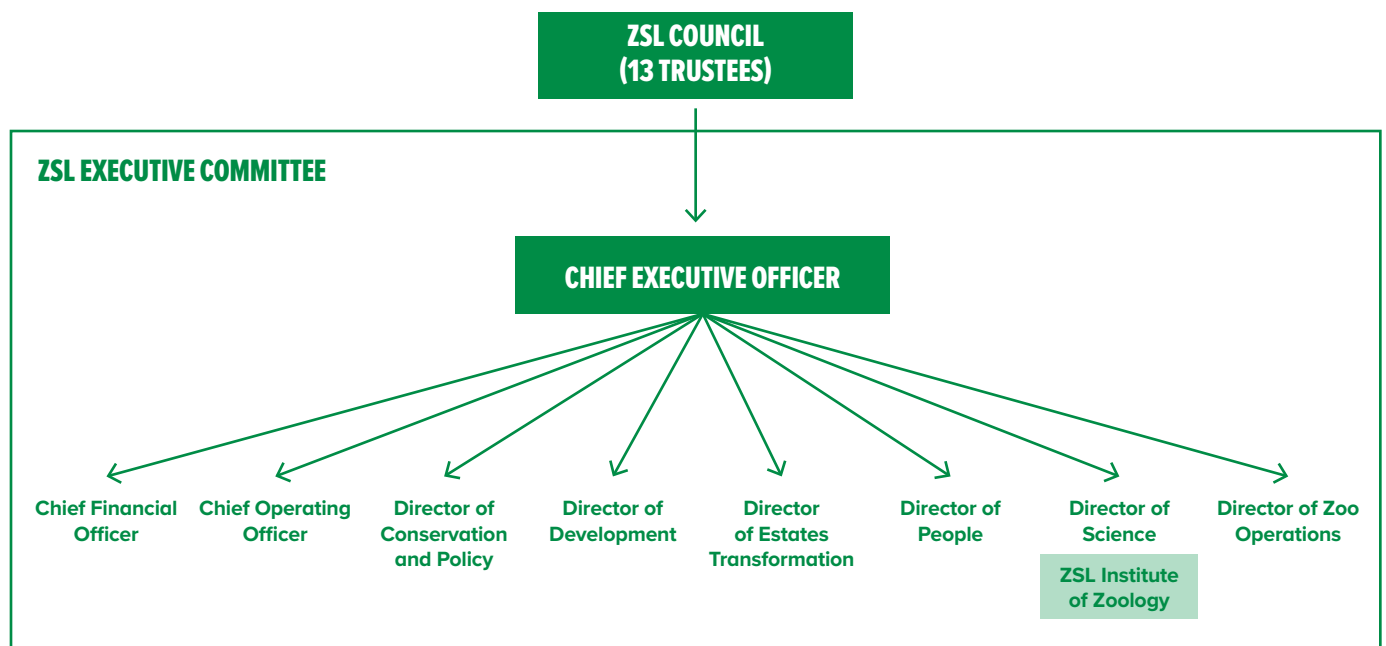 ZSL COUNCIL
(13 TRUSTEES)
ZSL EXECUTIVE COMMITTEE
CHIEF EXECUTIVE OFFICER
Chief Financial
Officer
Chief Operating
Officer
Director of
Conservation
and Policy
Director of
Development
Director
of Estates
Transformation
Director of
People
Director of
Science
ZSL Institute
of Zoology
Director of Zoo
Operations